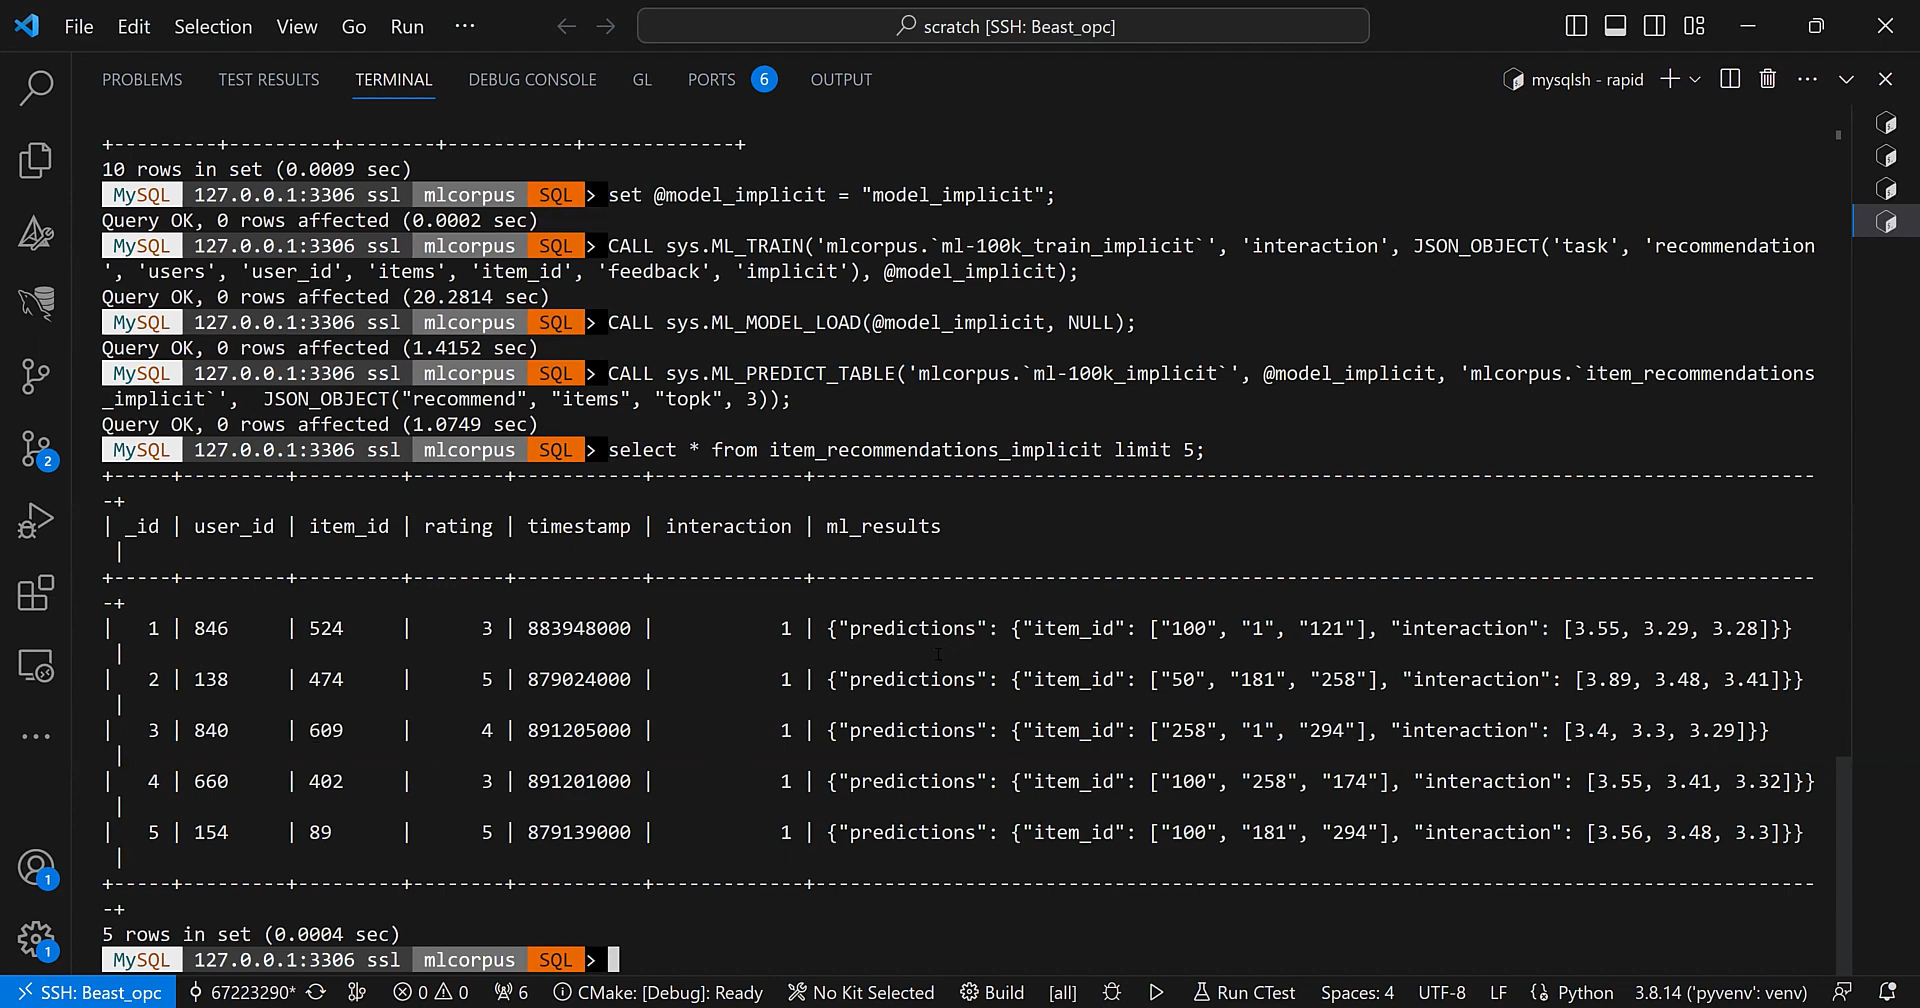 File Edit Selection View Go Run ··· scratch [SSH: Beast_opc]
PROBLEMS TEST RESULTS TERMINAL DEBUG CONSOLE GL PORTS 6 OUTPUT mysqlsh - rapid
+---------+---------+--------+-----------+-------------+
10 rows in set (0.0009 sec)
MySQL 127.0.0.1:3306 ssl mlcorpus SQL > set @model_implicit = "model_implicit";
Query OK, 0 rows affected (0.0002 sec)
MySQL 127.0.0.1:3306 ssl mlcorpus SQL > CALL sys.ML_TRAIN('mlcorpus.`ml-100k_train_implicit`', 'interaction', JSON_OBJECT('task', 'recommendation
', 'users', 'user_id', 'items', 'item_id', 'feedback', 'implicit'), @model_implicit);
Query OK, 0 rows affected (20.2814 sec)
MySQL 127.0.0.1:3306 ssl mlcorpus SQL > CALL sys.ML_MODEL_LOAD(@model_implicit, NULL);
Query OK, 0 rows affected (1.4152 sec)
MySQL 127.0.0.1:3306 ssl mlcorpus SQL > CALL sys.ML_PREDICT_TABLE('mlcorpus.`ml-100k_implicit`', @model_implicit, 'mlcorpus.`item_recommendations
_implicit`',  JSON_OBJECT("recommend", "items", "topk", 3));
Query OK, 0 rows affected (1.0749 sec)
MySQL 127.0.0.1:3306 ssl mlcorpus SQL > select * from item_recommendations_implicit limit 5;
+-----+---------+---------+--------+-----------+-------------+---------------------------------------------------------------------------------------
-+
| _id | user_id | item_id | rating | timestamp | interaction | ml_results
|
+-----+---------+---------+--------+-----------+-------------+---------------------------------------------------------------------------------------
-+
| 1 | 846 | 524 | 3 | 883948000 | 1 | {"predictions": {"item_id": ["100", "1", "121"], "interaction": [3.55, 3.29, 3.28]}}
|
| 2 | 138 | 474 | 5 | 879024000 | 1 | {"predictions": {"item_id": ["50", "181", "258"], "interaction": [3.89, 3.48, 3.41]}}
|
| 3 | 840 | 609 | 4 | 891205000 | 1 | {"predictions": {"item_id": ["258", "1", "294"], "interaction": [3.4, 3.3, 3.29]}}
|
| 4 | 660 | 402 | 3 | 891201000 | 1 | {"predictions": {"item_id": ["100", "258", "174"], "interaction": [3.55, 3.41, 3.32]}}
|
| 5 | 154 | 89 | 5 | 879139000 | 1 | {"predictions": {"item_id": ["100", "181", "294"], "interaction": [3.56, 3.48, 3.3]}}
|
+-----+---------+---------+--------+-----------+-------------+---------------------------------------------------------------------------------------
-+
5 rows in set (0.0004 sec)
MySQL 127.0.0.1:3306 ssl mlcorpus SQL >
2
1
1
SSH: Beast_opc 67223290* 0 0 6 CMake: [Debug]: Ready No Kit Selected Build [all] Run CTest Spaces: 4 UTF-8 LF Python 3.8.14 ('pyvenv': venv)